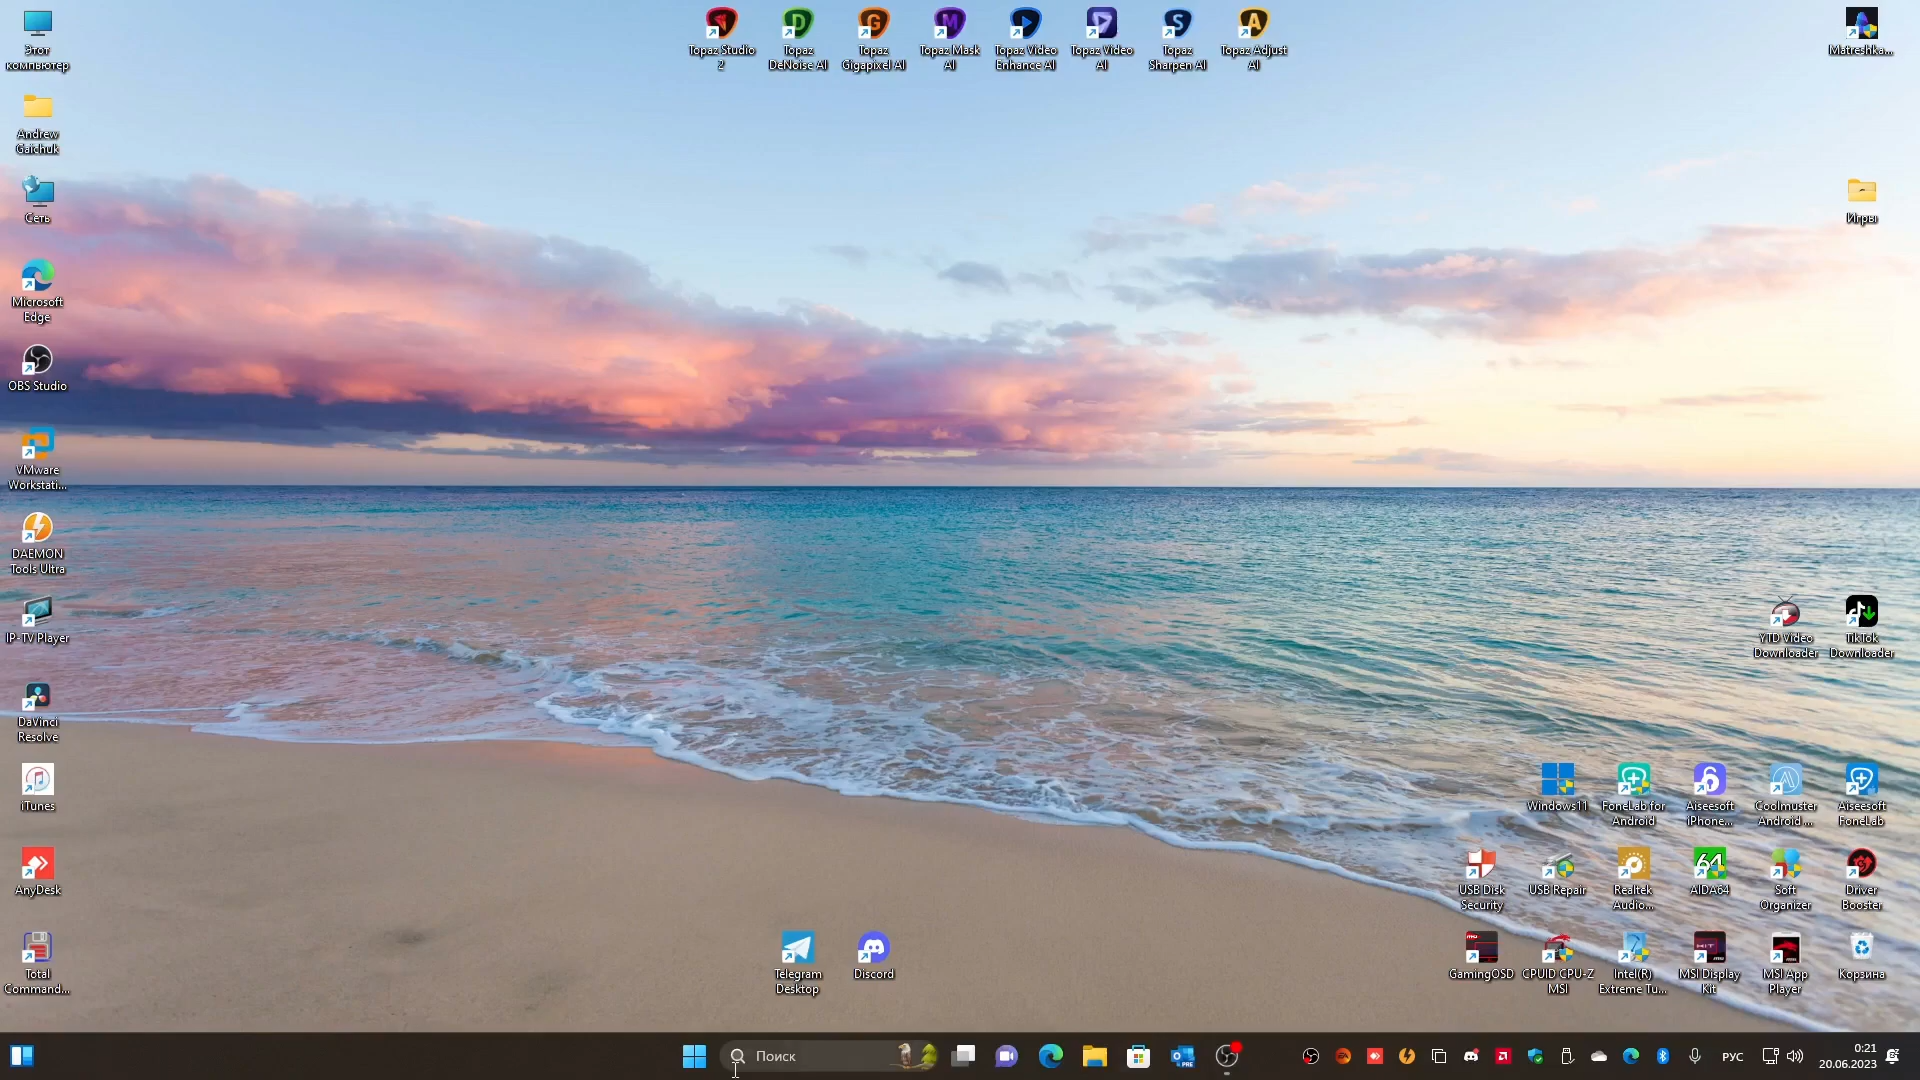 Этот
компьютер
Andrew
Gaichuk
Сеть
Microsoft
Edge
OBS Studio
VMware
Workstati...
DAEMON
Tools Ultra
IP-TV Player
DaVinci
Resolve
iTunes
AnyDesk
Total
Command...
Topaz Studio
2
Topaz
DeNoise AI
Topaz
Gigapixel AI
Topaz Mask
AI
Topaz Video
Enhance AI
Topaz Video
AI
Topaz
Sharpen AI
Topaz Adjust
AI
Matreshka...
Игры
YTD Video
Downloader
TikTok
Downloader
Windows11
FoneLab for
Android
Aiseesoft
iPhone...
Coolmuster
Android ...
Aiseesoft
FoneLab
USB Disk
Security
USB Repair
Realtek
Audio...
64
AIDA64
Soft
Organizer
Driver
Booster
Telegram
Desktop
Discord
GamingOSD
CPUID CPU-Z
MSI
Intel(R)
Extreme Tu...
MSI Display
Kit
MSI App
Player
Корзина
Поиск
РУС
0:21
20.06.2023